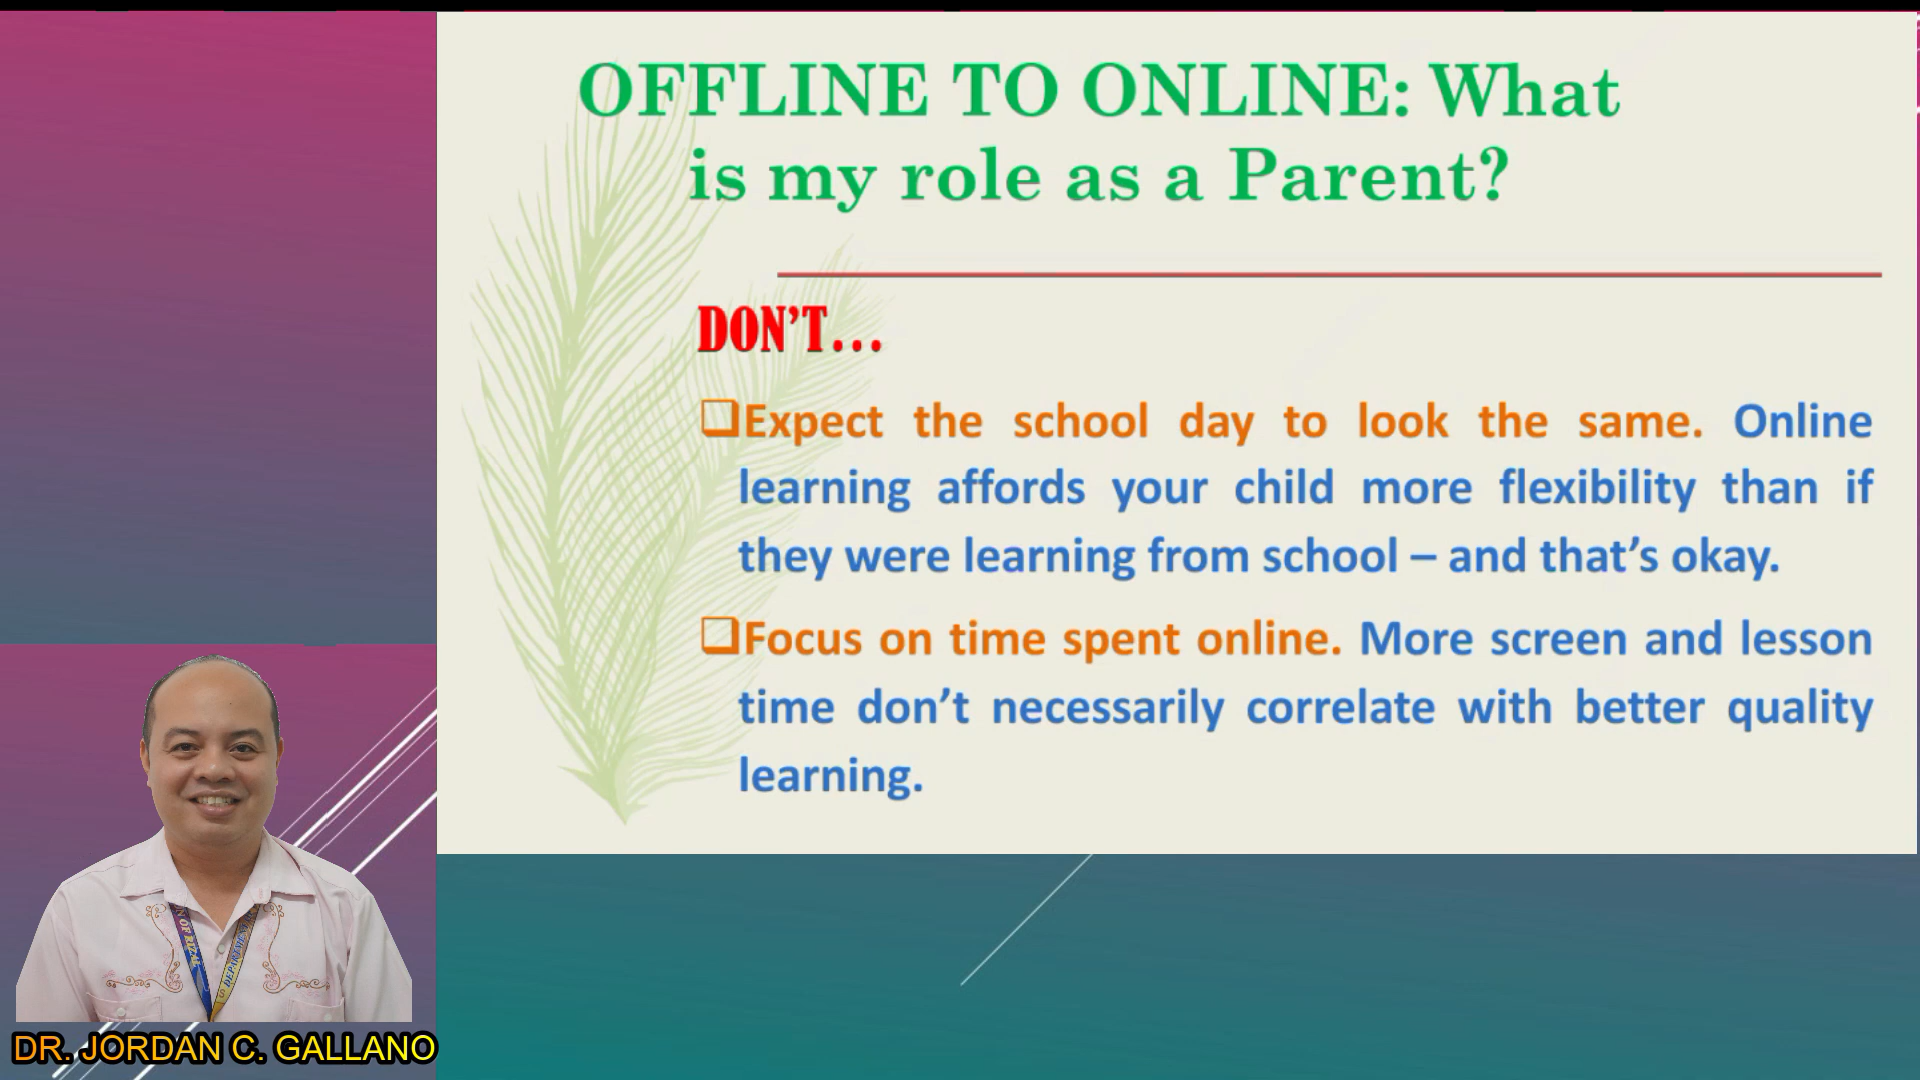 OFFLINE TO ONLINE: What
is my role as a Parent?
DON’T...
❑Expect the school day to look the same. Online
learning affords your child more flexibility than if
they were learning from school – and that’s okay.
❑Focus on time spent online. More screen and lesson
time don’t necessarily correlate with better quality
learning.
DR. JORDAN C. GALLANO